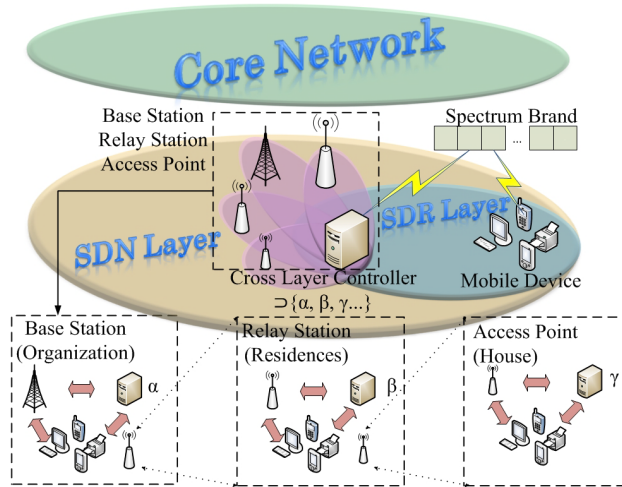 Core Network
Base Station
Relay Station
Access Point
Spectrum Brand
...
SDN Layer
SDR Layer
Cross Layer Controller
⊃{α, β, γ...}
Mobile Device
Base Station
(Organization)
α
Relay Station
(Residences)
β
Access Point
(House)
γ